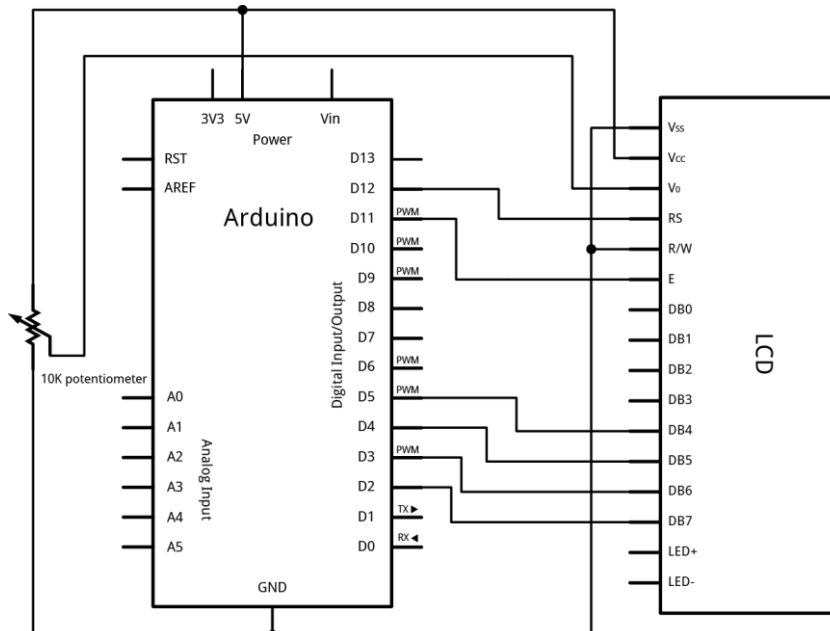 3V3 5V Vin
Power
RST
AREF
Arduino
10K potentiometer
A0
A1
A2
A3
A4
A5
Analog Input
D13
D12
D11 PWM
D10 PWM
D9 PWM
D8
D7
D6 PWM
D5 PWM
D4
D3 PWM
D2
D1 TX ▶
D0 RX ◀
Digital Input/Output
GND
Vss
Vcc
V0
RS
R/W
E
DB0
DB1
DB2
DB3
DB4
DB5
DB6
DB7
LED+
LED-
LCD